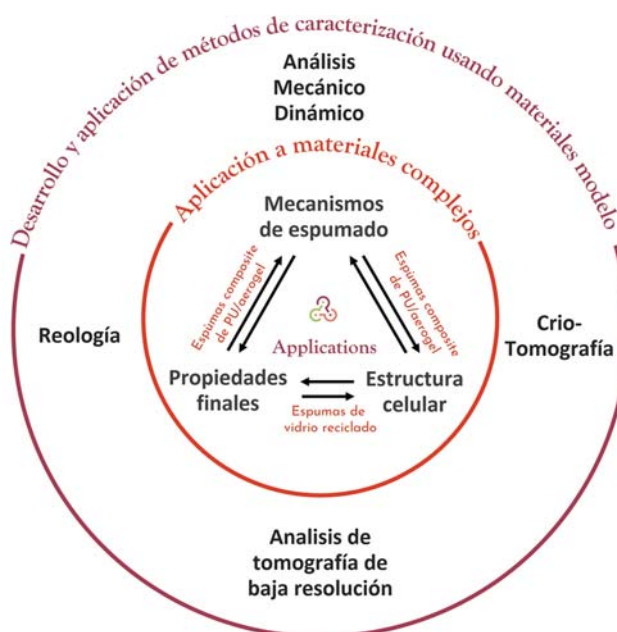 Desarrollo y aplicación de métodos de caracterización usando materiales modelo
Análisis
Mecánico
Dinámico
Aplicación a materiales complejos
Mecanismos
de espumado
Espumas composite
de PU/aerogel
Espumas composite
de PU/aerogel
Reología
Crio-
Tomografía
Applications
Propiedades
finales
Estructura
celular
Espumas de
vidrio reciclado
Analisis de
tomografía de
baja resolución